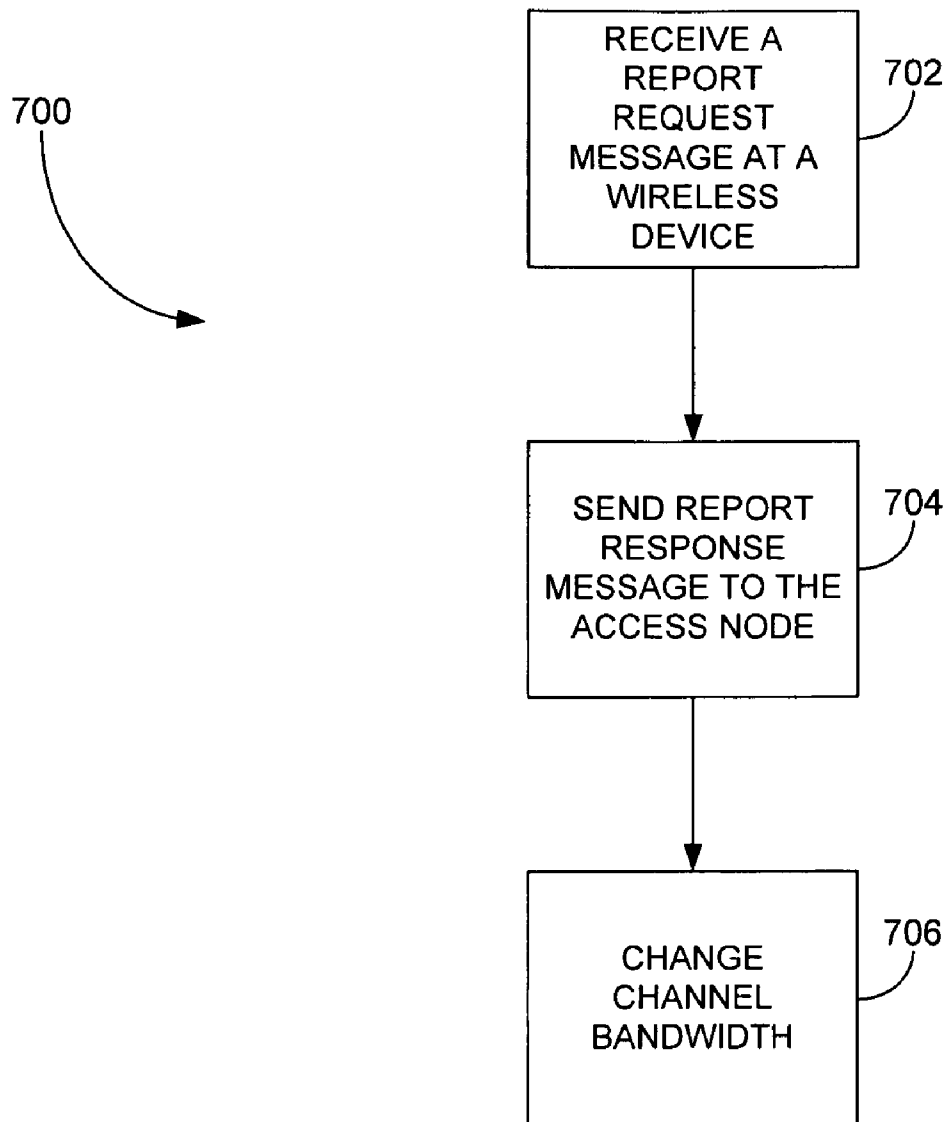 700
RECEIVE A
REPORT
REQUEST
MESSAGE AT A
WIRELESS
DEVICE
702
SEND REPORT
RESPONSE
MESSAGE TO THE
ACCESS NODE
704
CHANGE
CHANNEL
BANDWIDTH
706